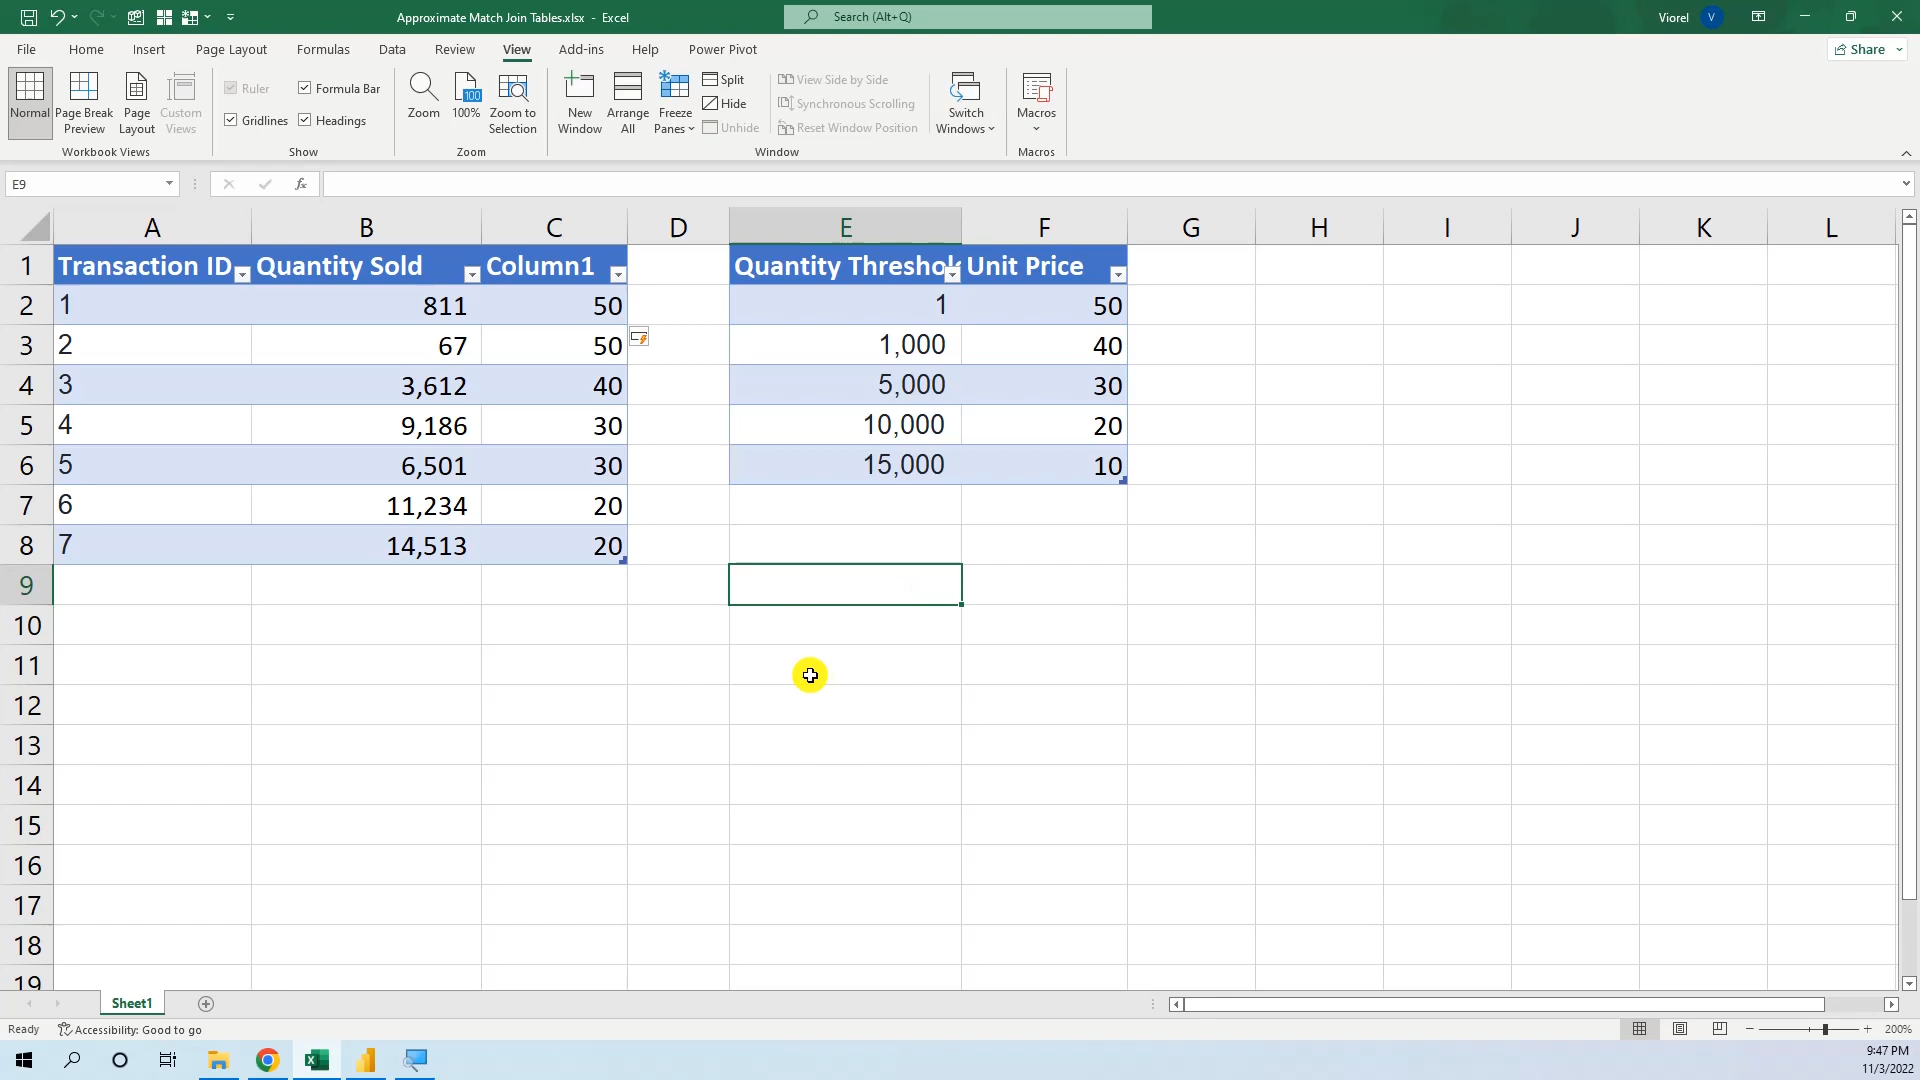 Approximate Match Join Tables.xlsx - Excel
Search (Alt+Q)
Viorel V
File Home Insert Page Layout Formulas Data Review View Add-ins Help Power Pivot Share
Normal
Page Break Preview
Page Layout
Custom Views
Workbook Views
Ruler Formula Bar
Gridlines Headings
Show
Zoom
100 100%
Zoom to Selection
Zoom
New Window
Arrange All
Freeze Panes
Split
Hide
Unhide
View Side by Side
Synchronous Scrolling
Reset Window Position
Window
Switch Windows
Macros
Macros
E9 fx
A B C D E F G H I J K L
1 Transaction ID Quantity Sold Column1 Quantity Threshol Unit Price
2 1 811 50 1 50
3 2 67 50 1,000 40
4 3 3,612 40 5,000 30
5 4 9,186 30 10,000 20
6 5 6,501 30 15,000 10
7 6 11,234 20
8 7 14,513 20
9
10
11
12
13
14
15
16
17
18
19
Sheet1
Ready Accessibility: Good to go 200%
9:47 PM
11/3/2022